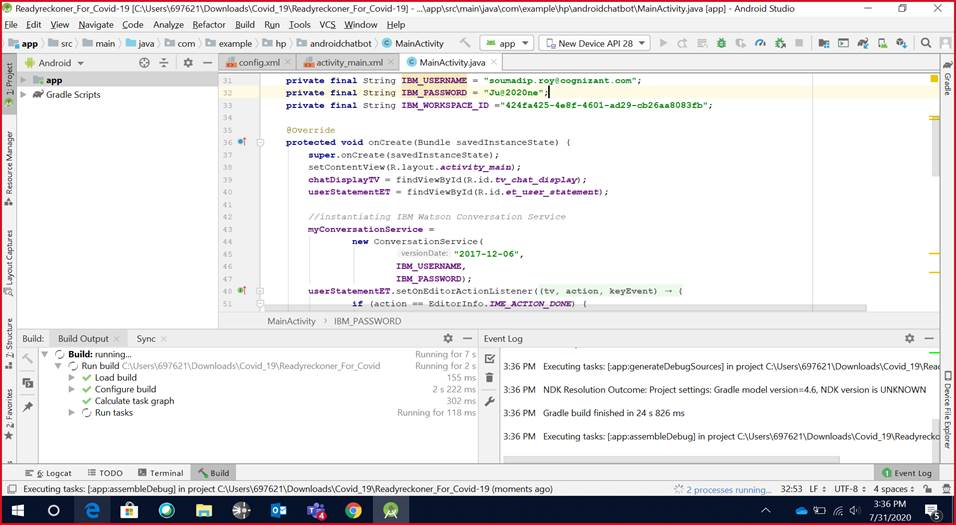 Readyreckoner_For_Covid-19 [C:\Users\697621\Downloads\Covid_19\Readyreckoner_For_Covid-19] - ...\app\src\main\java\com\example\hp\androidchatbot\MainActivity.java [app] - Android Studio
File Edit View Navigate Code Analyze Refactor Build Run Tools VCS Window Help
app src main java com example hp androidchatbot MainActivity app New Device API 28
Android config.xml activity_main.xml MainActivity.java
app
Gradle Scripts
1: Project
Resource Manager
Layout Captures
Z: Structure
2: Favorites
Gradle
Device File Explorer
31 private final String IBM_USERNAME = "soumadip.roy@cognizant.com";
32 private final String IBM_PASSWORD = "Ju@2020ne";
33 private final String IBM_WORKSPACE_ID ="424fa425-4e8f-4601-ad29-cb26aa8083fb";
34
35 @Override
36 protected void onCreate(Bundle savedInstanceState) {
37 super.onCreate(savedInstanceState);
38 setContentView(R.layout.activity_main);
39 chatDisplayTV = findViewById(R.id.tv_chat_display);
40 userStatementET = findViewById(R.id.et_user_statement);
41
42 //instantiating IBM Watson Conversation Service
43 myConversationService =
44 new ConversationService(
45 versionDate: "2017-12-06",
46 IBM_USERNAME,
47 IBM_PASSWORD);
userStatementET.setOnEditorActionListener((tv, action, keyEvent) → {
51 if (action == EditorInfo.IME_ACTION_DONE) {
MainActivity › IBM_PASSWORD
Build: Build Output Sync
Build: running... Running for 7 s
Run build C:\Users\697621\Downloads\Covid_19\Readyreckoner_For_Covid Running for 2 s
Load build 155 ms
Configure build 2 s 222 ms
Calculate task graph 302 ms
Run tasks Running for 118 ms
Event Log
3:36 PM Executing tasks: [:app:generateDebugSources] in project C:\Users\697621\Downloads\Covid_19\Readyrec
3:36 PM NDK Resolution Outcome: Project settings: Gradle model version=4.6, NDK version is UNKNOWN
3:36 PM Gradle build finished in 24 s 826 ms
3:36 PM Executing tasks: [:app:assembleDebug] in project C:\Users\697621\Downloads\Covid_19\Readyrecko
6: Logcat TODO Terminal Build 1 Event Log
Executing tasks: [:app:assembleDebug] in project C:\Users\697621\Downloads\Covid_19\Readyreckoner_For_Covid-19 (moments ago) 2 processes running... 32:53 LF UTF-8 4 spaces
3:36 PM
7/31/2020
5